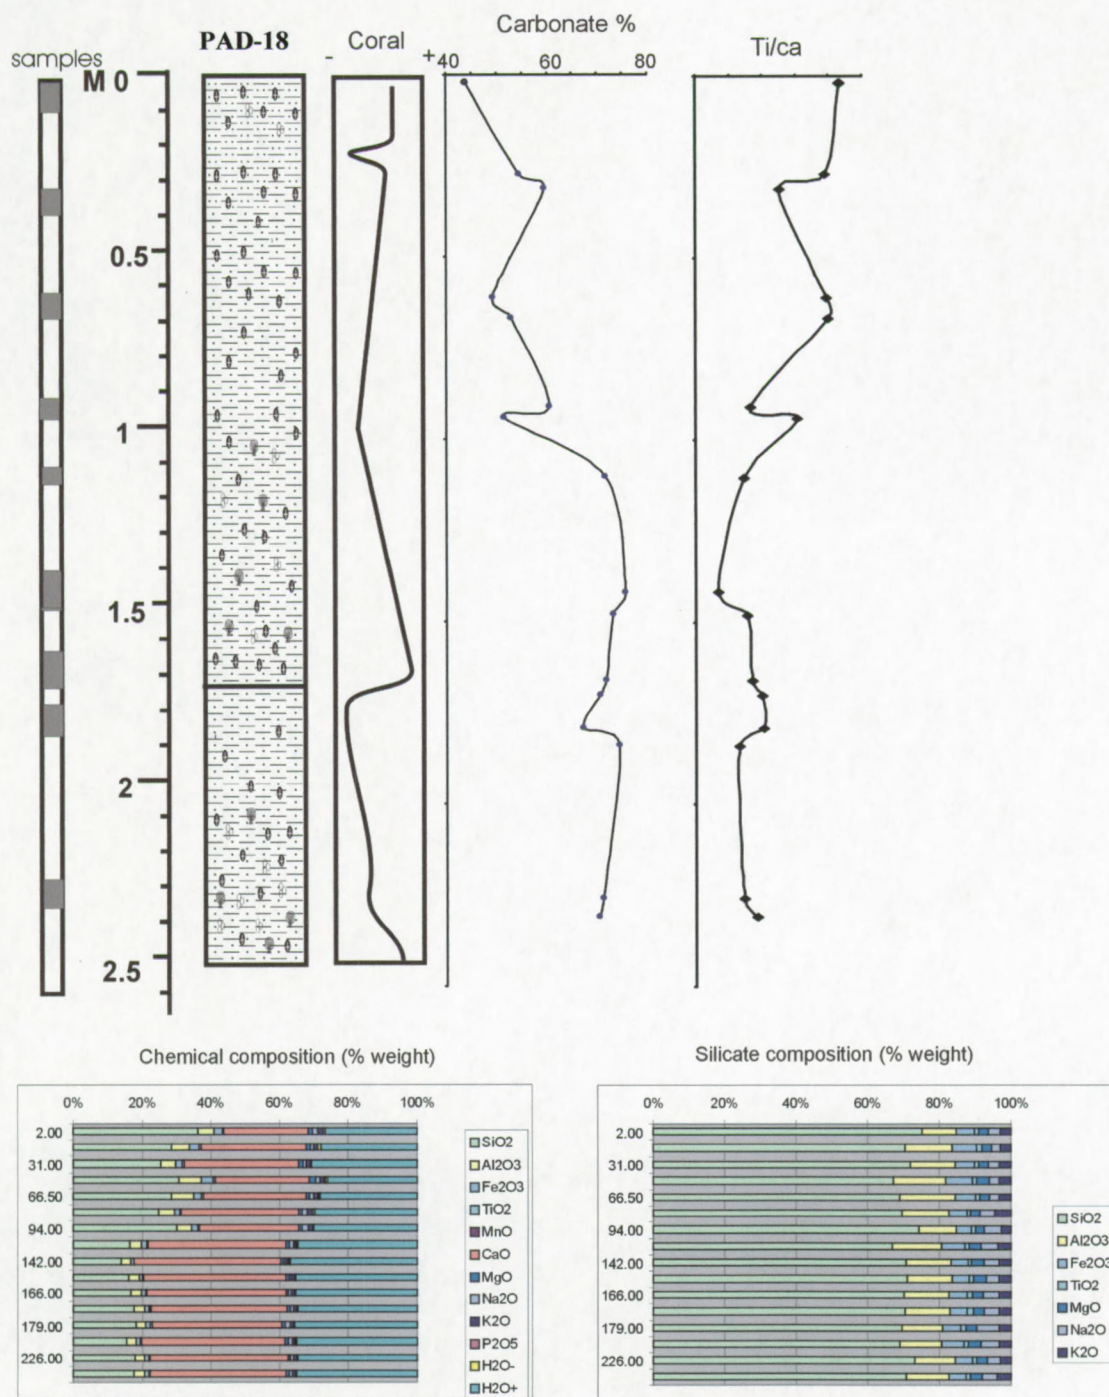 Carbonate %
PAD-18
Coral
Ti/ca
samples
- +
40 60 80
M 0
0.5
1
1.5
2
2.5
Chemical composition (% weight)
0% 20% 40% 60% 80% 100%
2.00
31.00
66.50
94.00
142.00
166.00
179.00
226.00
SiO2
Al2O3
Fe2O3
TiO2
MnO
CaO
MgO
Na2O
K2O
P2O5
H2O-
H2O+
Silicate composition (% weight)
0% 20% 40% 60% 80% 100%
2.00
31.00
66.50
94.00
142.00
166.00
179.00
226.00
SiO2
Al2O3
Fe2O3
TiO2
MgO
Na2O
K2O